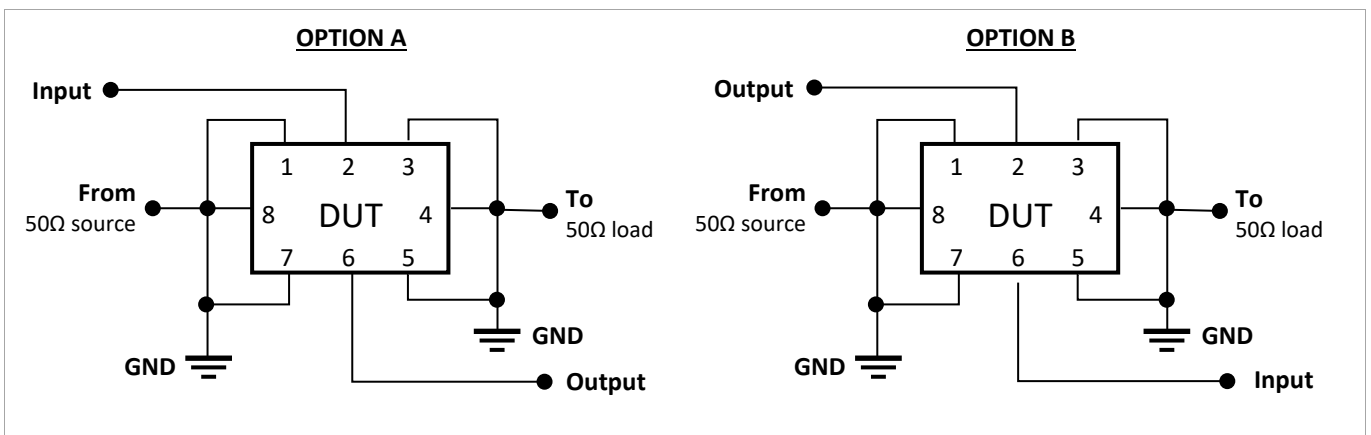 OPTION A
Input
1 2 3
From
50Ω source
8 DUT 4
To
50Ω load
7 6 5
GND
GND
Output
OPTION B
Output
1 2 3
From
50Ω source
8 DUT 4
To
50Ω load
7 6 5
GND
GND
Input